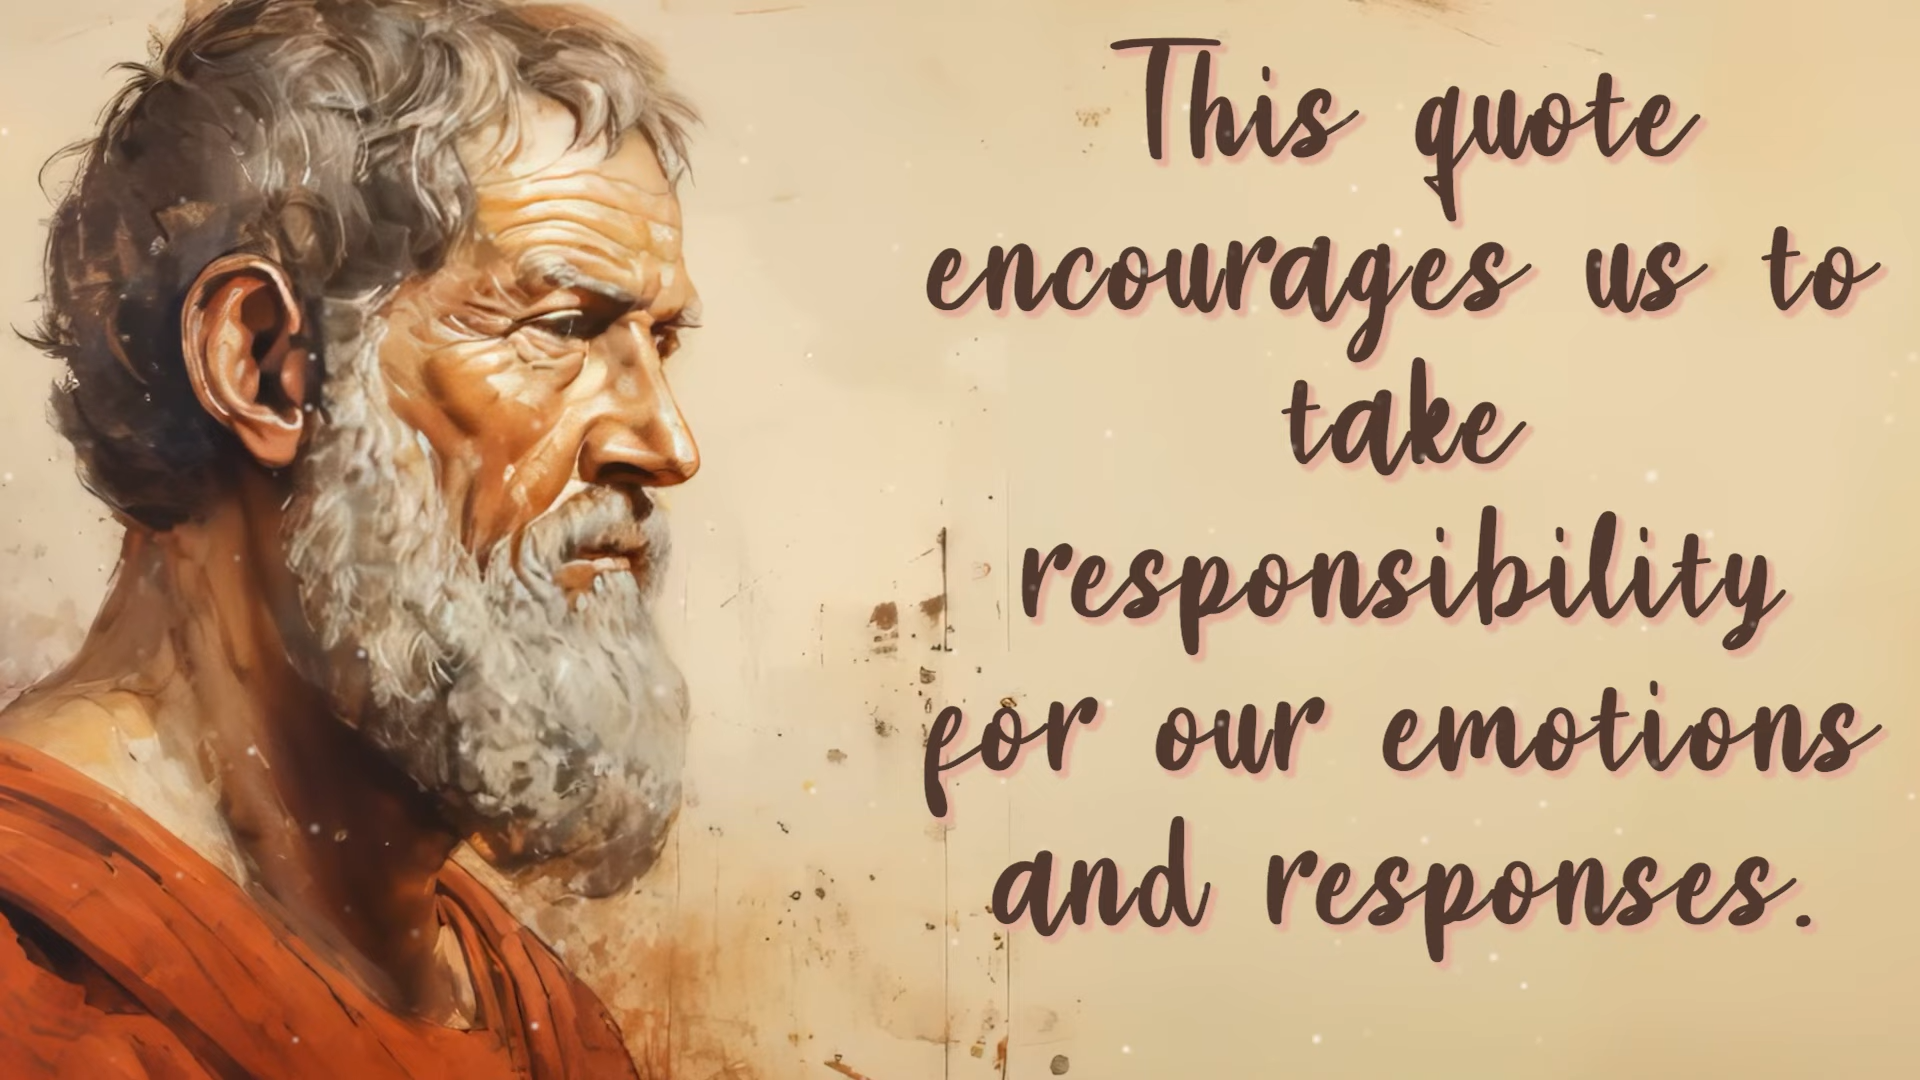 This quote
encourages us to
take
responsibility
for our emotions
and responses.